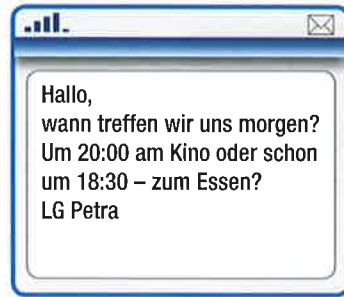 Hallo,
wann treffen wir uns morgen?
Um 20:00 am Kino oder schon
um 18:30 – zum Essen?
LG Petra